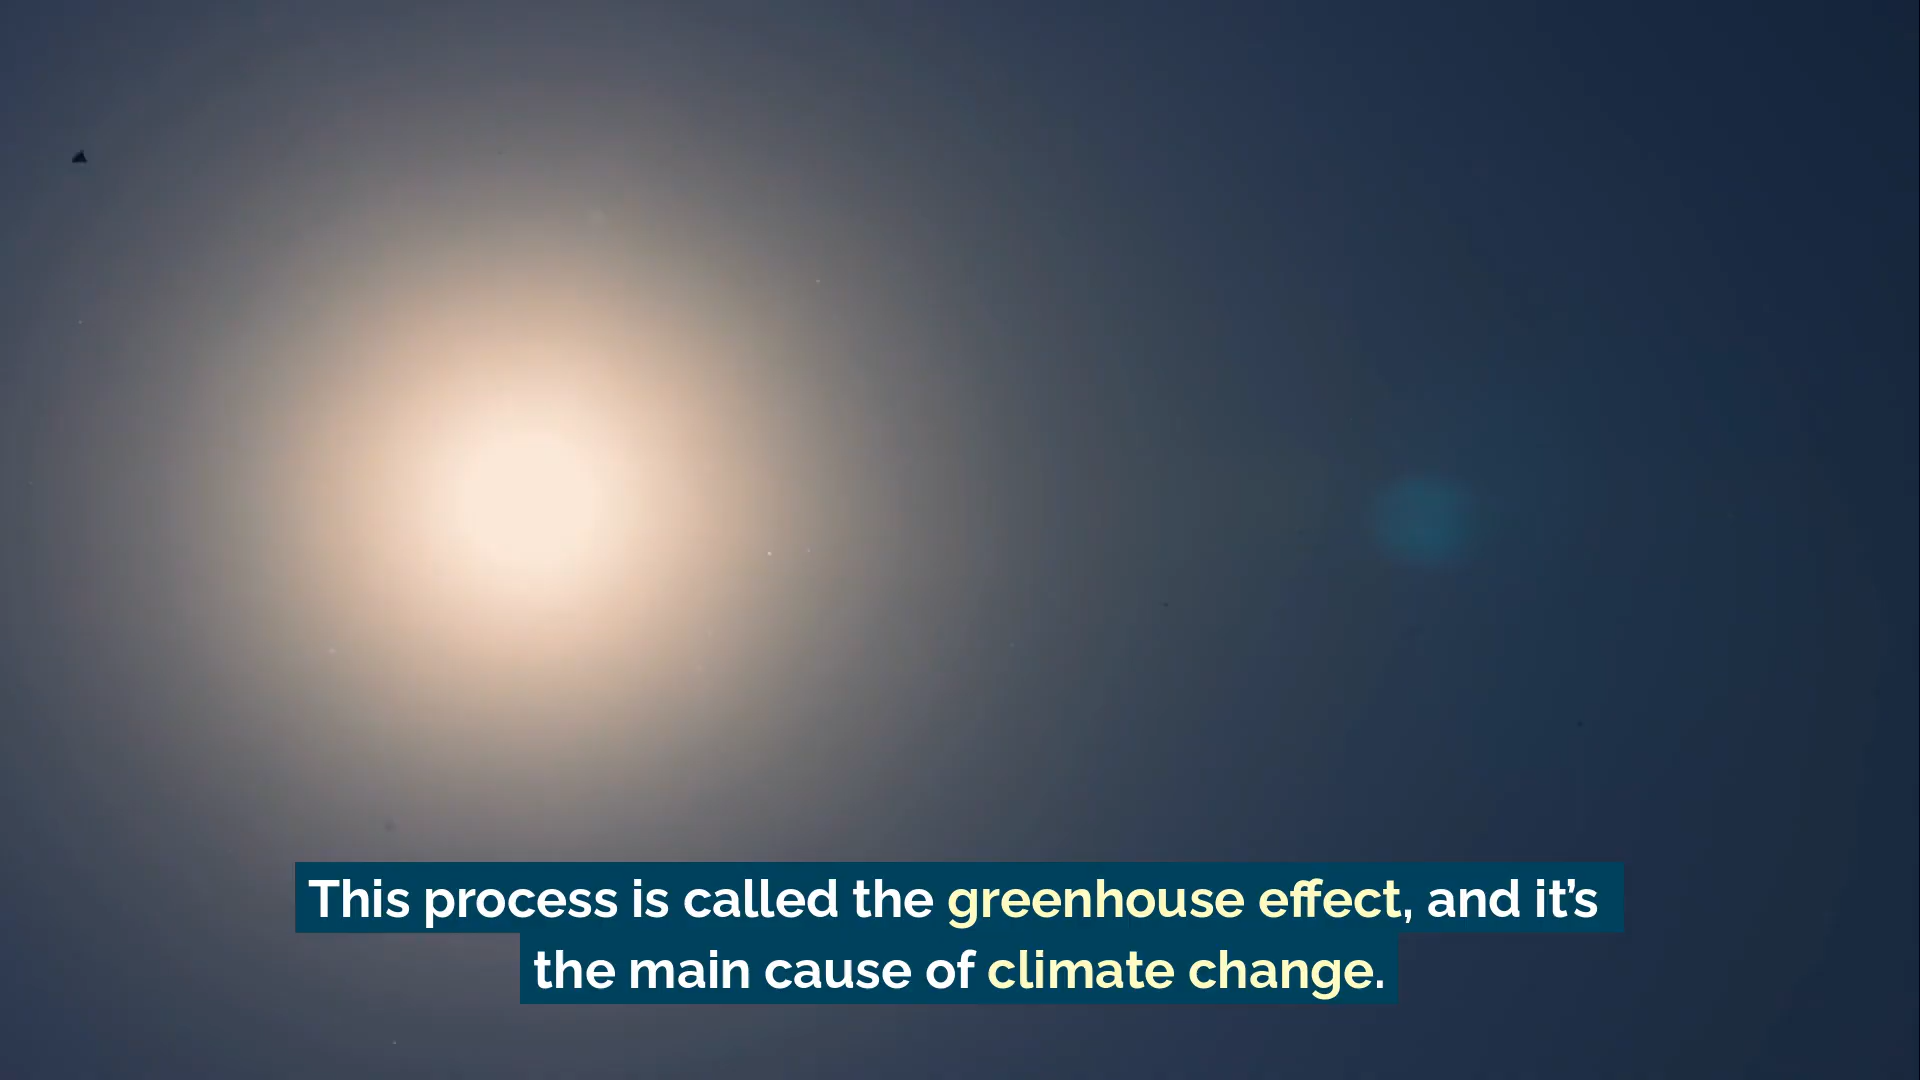 This process is called the greenhouse effect, and it’s
the main cause of climate change.